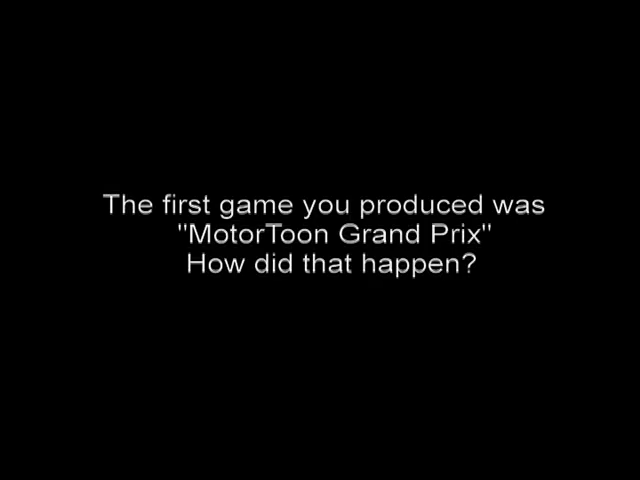 The first game you produced was
"MotorToon Grand Prix"
How did that happen?